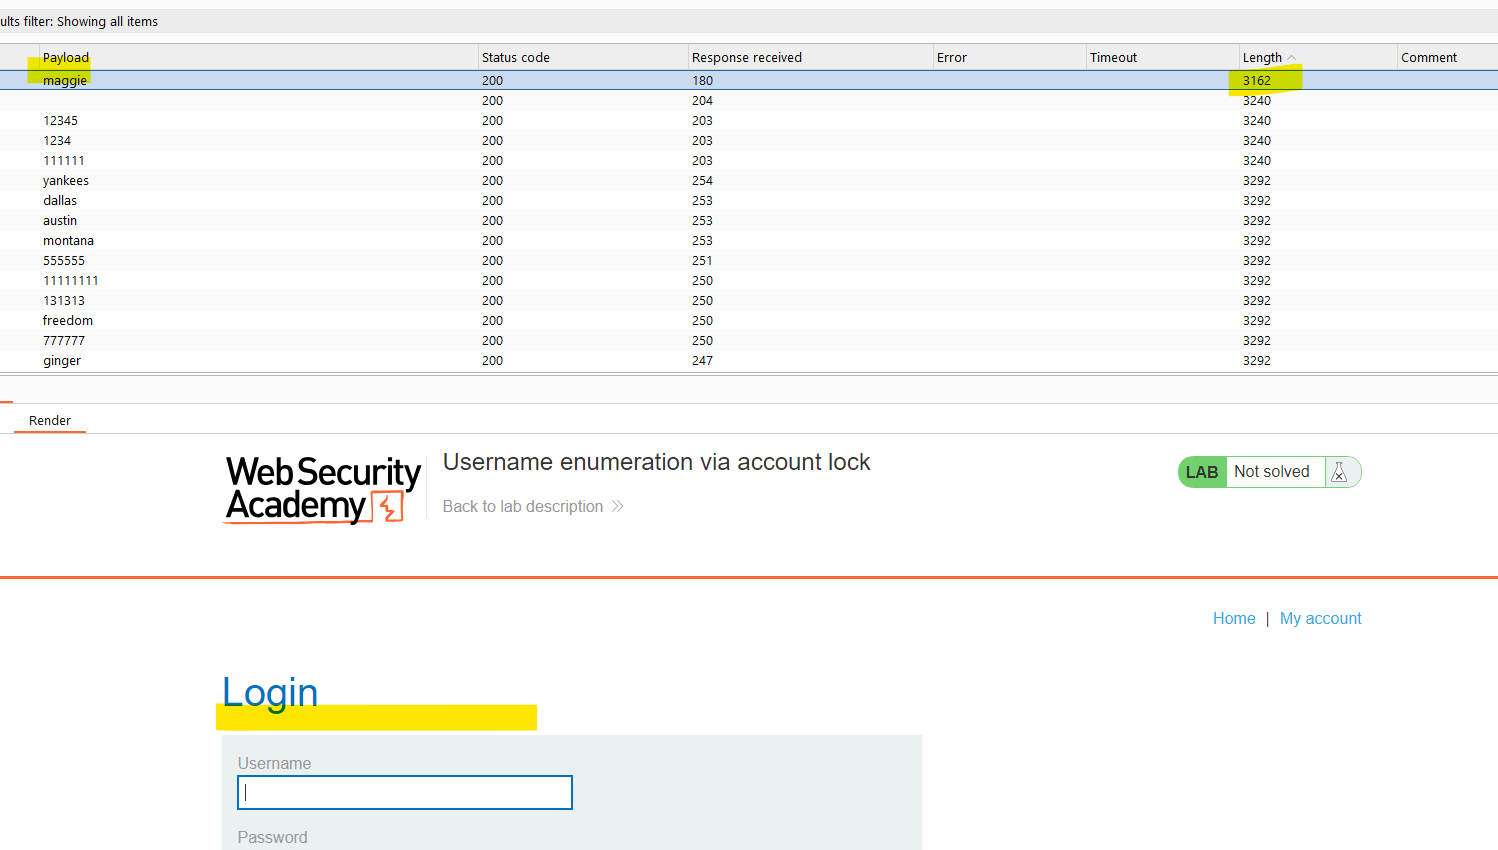 ults filter: Showing all items
Payload Status code Response received Error Timeout Length Comment
maggie 200 180 3162
200 204 3240
12345 200 203 3240
1234 200 203 3240
111111 200 203 3240
yankees 200 254 3292
dallas 200 253 3292
austin 200 253 3292
montana 200 253 3292
555555 200 251 3292
11111111 200 250 3292
131313 200 250 3292
freedom 200 250 3292
777777 200 250 3292
ginger 200 247 3292
Render
Web Security
Academy
Username enumeration via account lock
Back to lab description
LAB Not solved
Home | My account
Login
Username
Password